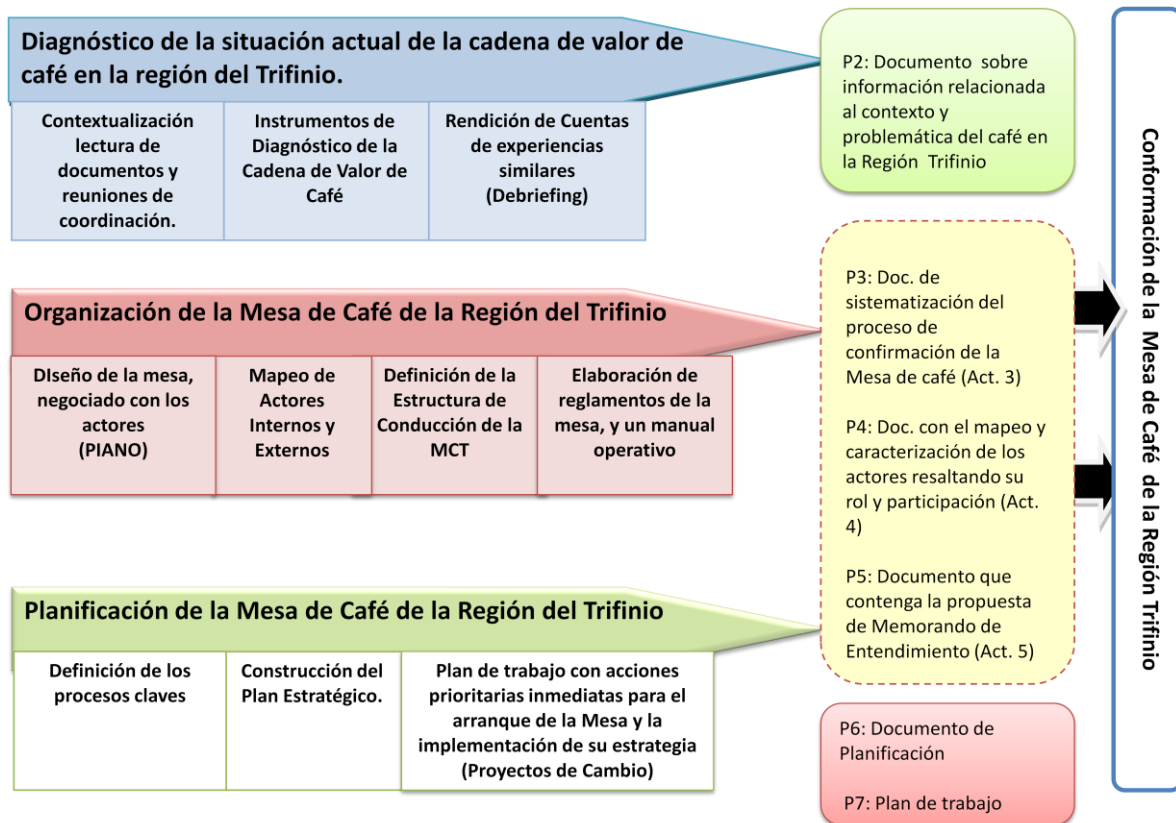 Diagnóstico de la situación actual de la cadena de valor de
café en la región del Trifinio.
Contextualización
lectura de
documentos y
reuniones de
coordinación.
Instrumentos de
Diagnóstico de la
Cadena de Valor de
Café
Rendición de Cuentas
de experiencias
similares
(Debriefing)
P2: Documento sobre
información relacionada
al contexto y
problemática del café en
la Región Trifinio
Organización de la Mesa de Café de la Región del Trifinio
DIseño de la mesa,
negociado con los
actores
(PIANO)
Mapeo de
Actores
Internos y
Externos
Definición de la
Estructura de
Conducción de la
MCT
Elaboración de
reglamentos de la
mesa, y un manual
operativo
P3: Doc. de
sistematización del
proceso de
confirmación de la
Mesa de café (Act. 3)
P4: Doc. con el mapeo y
caracterización de los
actores resaltando su
rol y participación (Act.
4)
P5: Documento que
contenga la propuesta
de Memorando de
Entendimiento (Act. 5)
Planificación de la Mesa de Café de la Región del Trifinio
Definición de los
procesos claves
Construcción del
Plan Estratégico.
Plan de trabajo con acciones
prioritarias inmediatas para el
arranque de la Mesa y la
implementación de su estrategia
(Proyectos de Cambio)
P6: Documento de
Planificación
P7: Plan de trabajo
Conformación de la Mesa de Café de la Región Trifinio